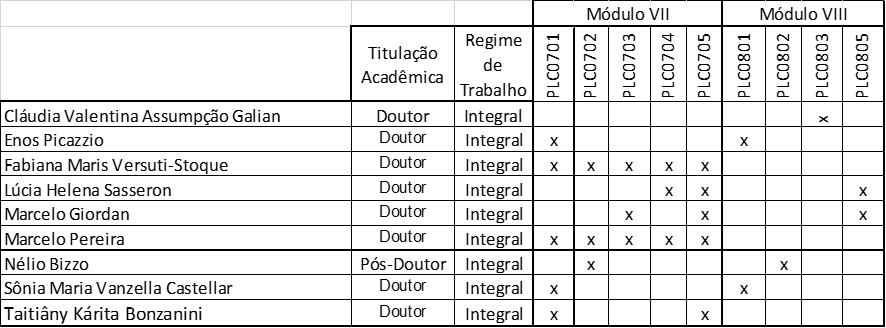 Módulo VII Módulo VIII
Titulação Acadêmica Regime de Trabalho PLC0701 PLC0702 PLC0703 PLC0704 PLC0705 PLC0801 PLC0802 PLC0803 PLC0805
Cláudia Valentina Assumpção Galian Doutor Integral x
Enos Picazzio Doutor Integral x x
Fabiana Maris Versuti-Stoque Doutor Integral x x x x x
Lúcia Helena Sasseron Doutor Integral x x x
Marcelo Giordan Doutor Integral x x x
Marcelo Pereira Doutor Integral x x x x x
Nélio Bizzo Pós-Doutor Integral x x
Sônia Maria Vanzella Castellar Doutor Integral x x
Taitiâny Kárita Bonzanini Doutor Integral x x